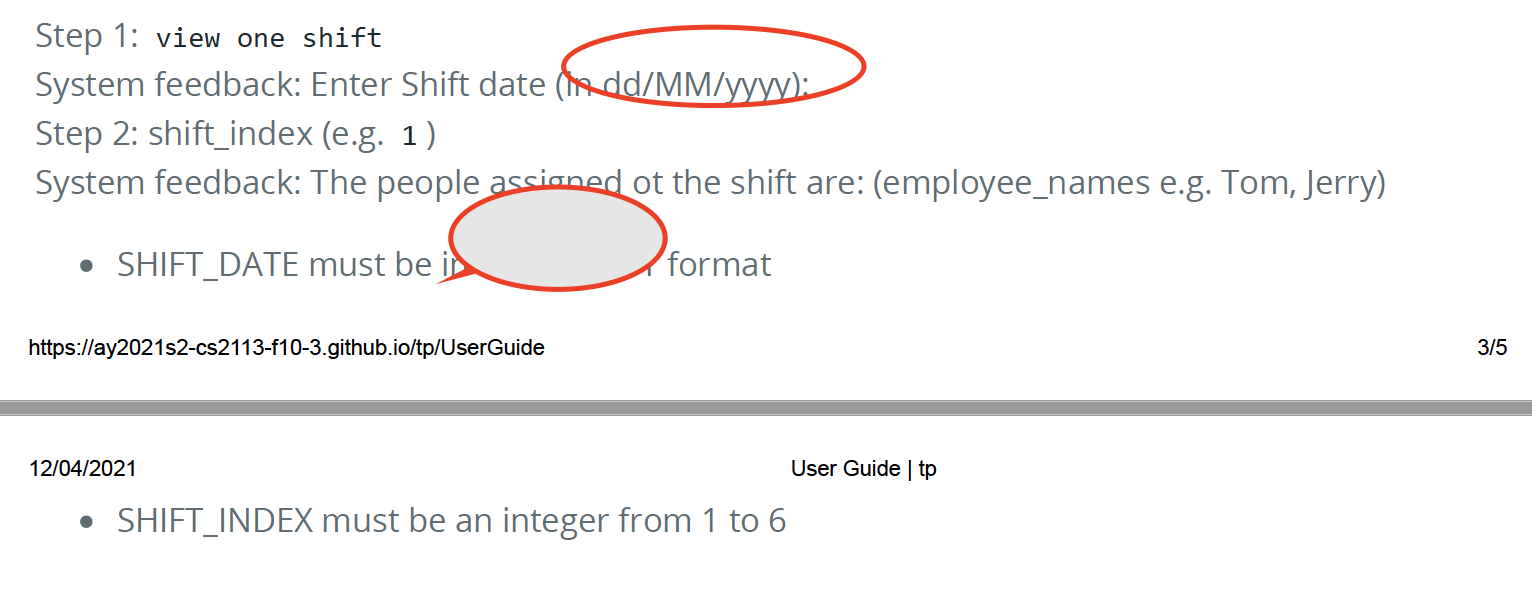 Step 1: view one shift
System feedback: Enter Shift date (in dd/MM/yyyy):
Step 2: shift_index (e.g. 1 )
System feedback: The people assigned ot the shift are: (employee_names e.g. Tom, Jerry)
• SHIFT_DATE must be format
https://ay2021s2-cs2113-f10-3.github.io/tp/UserGuide 3/5
12/04/2021 User Guide | tp
• SHIFT_INDEX must be an integer from 1 to 6